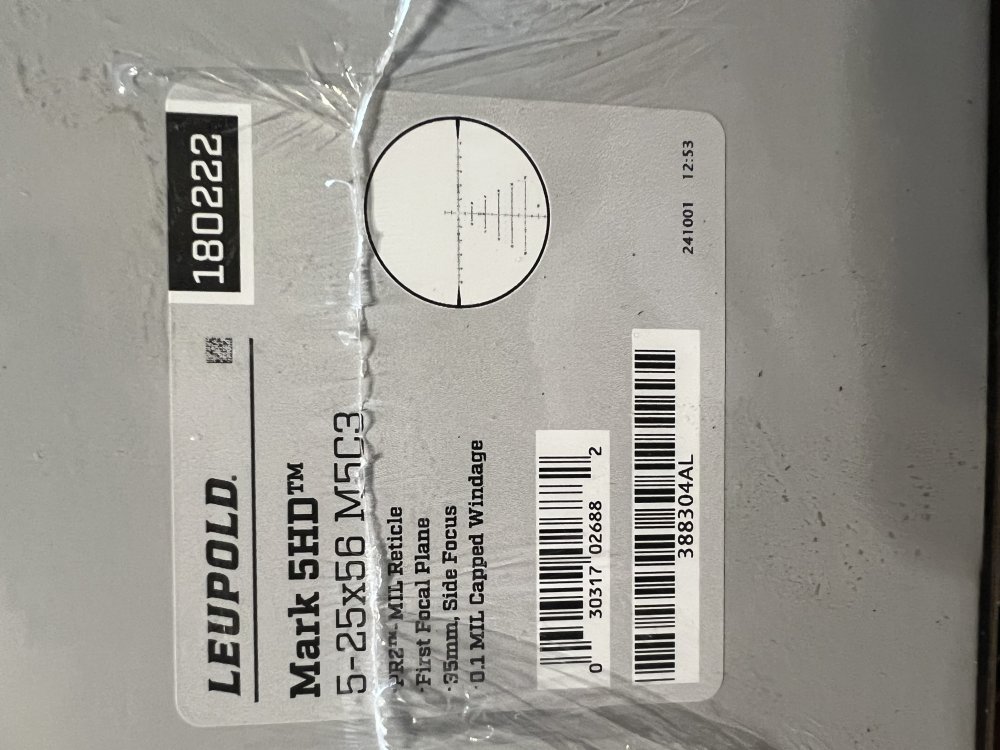 LEUPOLD.
180222
Mark 5HD™
5-25x56 M5C3
PR2™- MIL Reticle
·First Focal Plane
·35mm, Side Focus
·0.1 MIL Capped Windage
0 30317 02688 2
388304AL
241001 12:53